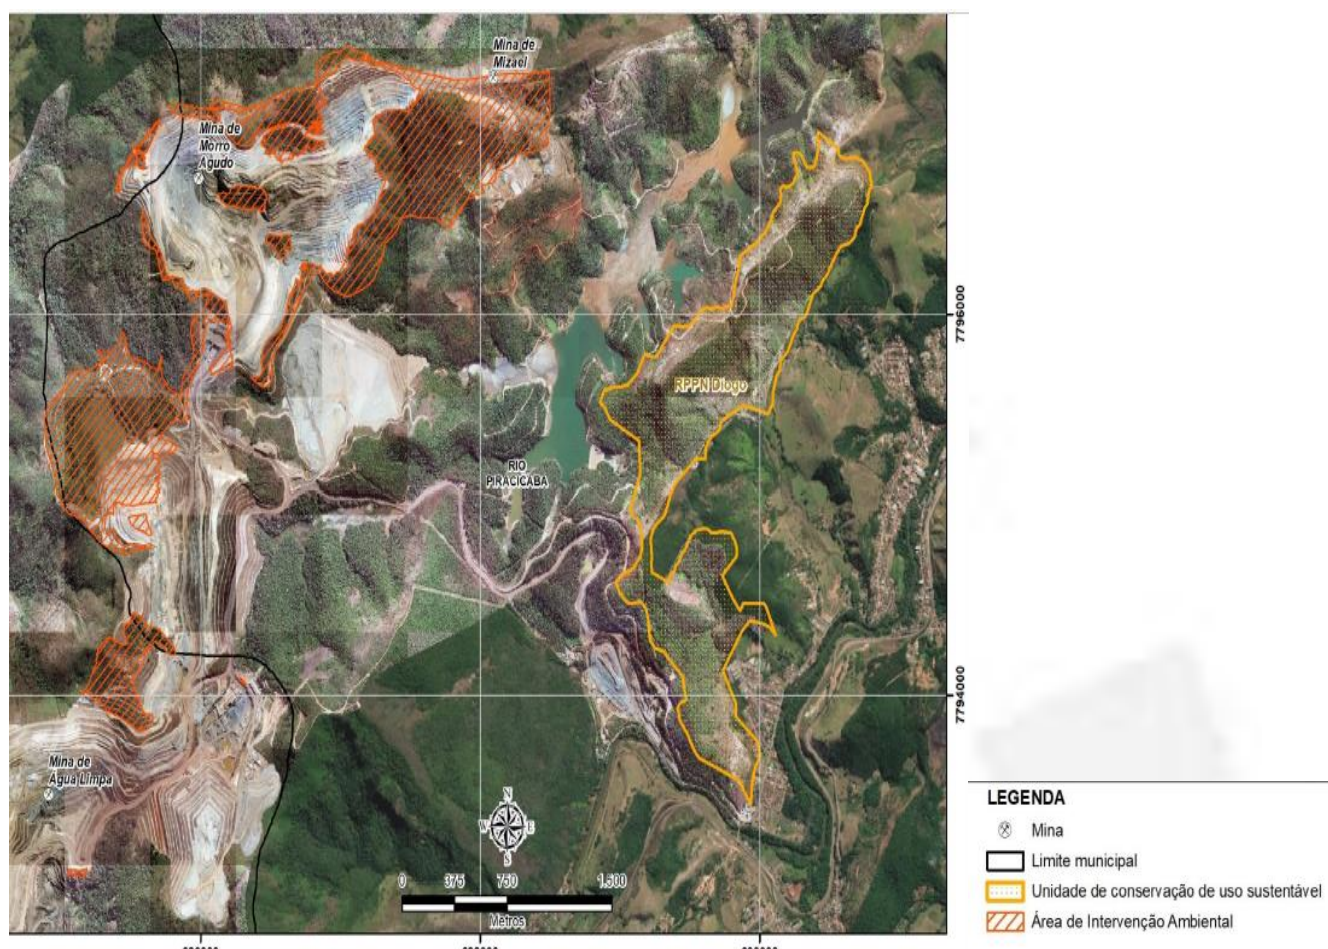 Mina de
Mizael
Mina de
Morro
Agudo
7796000
RPPN Diogo
RIO
PIRACICABA
7794000
Mina de
Água Limpa
N
W E
S
0 375 750 1.500
Metros
LEGENDA
Mina
Limite municipal
Unidade de conservação de uso sustentável
Área de Intervenção Ambiental